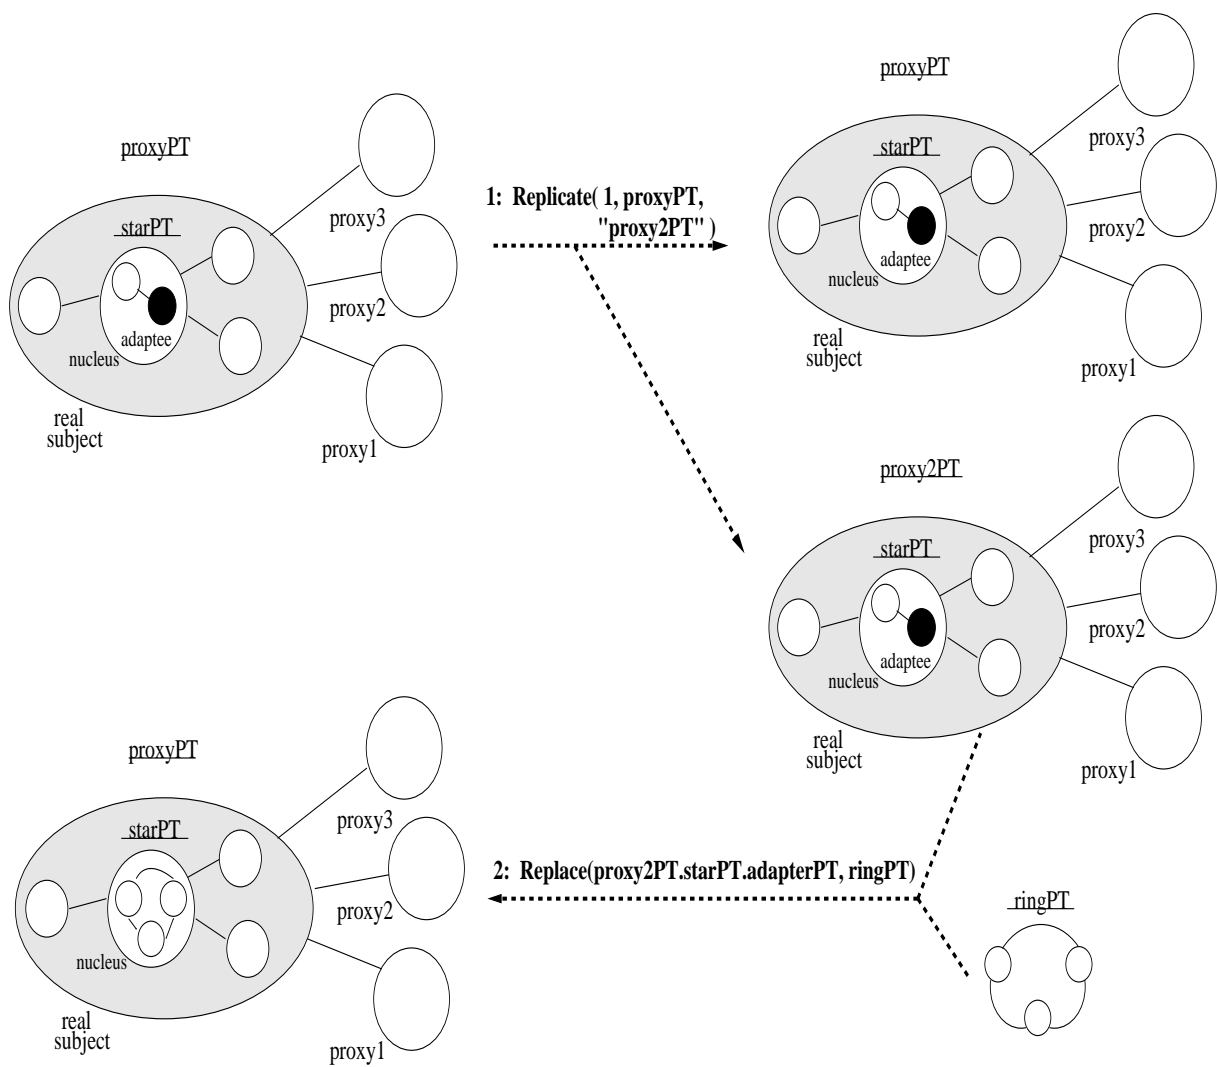 proxyPT
starPT
proxy3
proxy2
adaptee
nucleus
real
subject
proxy1
1: Replicate( 1, proxyPT,
"proxy2PT" )
proxyPT
starPT
proxy3
proxy2
adaptee
nucleus
real
subject
proxy1
proxy2PT
starPT
proxy3
proxy2
adaptee
nucleus
real
subject
proxy1
2: Replace(proxy2PT.starPT.adapterPT, ringPT)
ringPT
proxyPT
starPT
proxy3
proxy2
nucleus
real
subject
proxy1